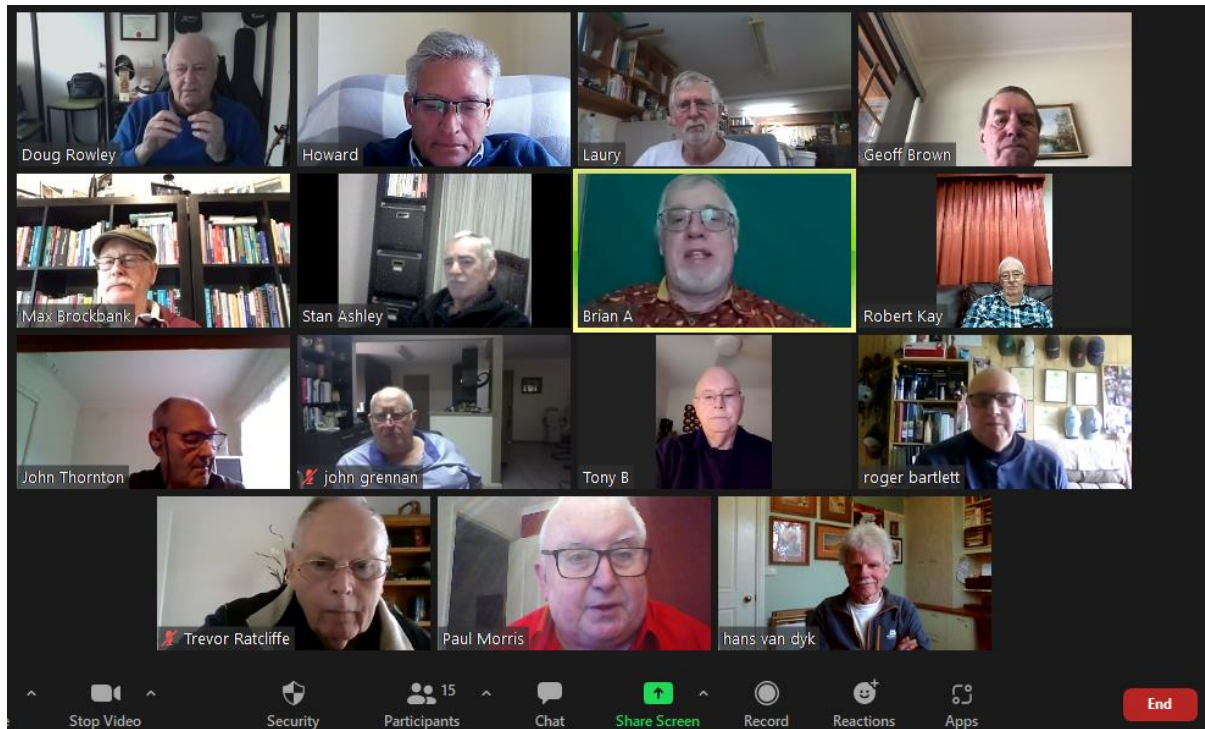 Doug Rowley
Howard
Laury
Geoff Brown
Max Brockbank
Stan Ashley
Brian A
Robert Kay
John Thornton
john grennan
Tony B
roger bartlett
Trevor Ratcliffe
Paul Morris
hans van dyk
Stop Video
Security
Participants
15
Chat
Share Screen
Record
Reactions
Apps
End